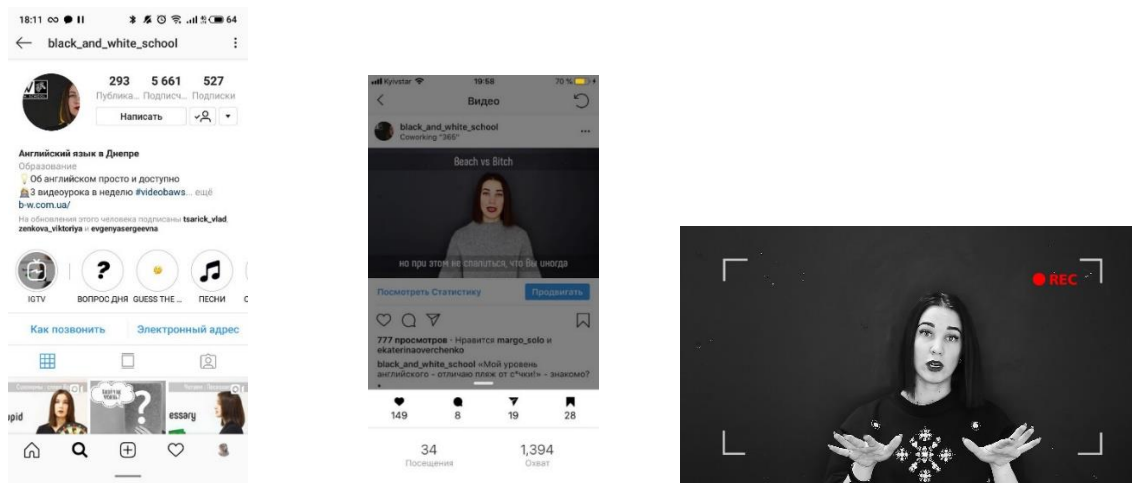 18:11
64
black_and_white_school
293 5 661 527
Публика... Подписч... Подписки
Написать
Английский язык в Днепре
Образование
Об английском просто и доступно
3 видеоурока в неделю #videobaws... ещё
b-w.com.ua/
На обновления этого человека подписаны tsarick_vlad,
zenkova_viktoriya и evgenyasergeevna
IGTV ВОПРОС ДНЯ GUESS THE ... ПЕСНИ
Как позвонить Электронный адрес
essary
Kyivstar 19:58 70 %
Видео
black_and_white_school
Coworking "365"
Beach vs Bitch
но при этом не спалиться, что Вы иногда
Посмотреть Статистику Продвигать
777 просмотров · Нравится margo_solo и
ekaterinaoverchenko
black_and_white_school «Мой уровень
английского - отличаю пляж от с*чки!» - знакомо?
149 8 19 28
34 1,394
Посещения Охват
REC